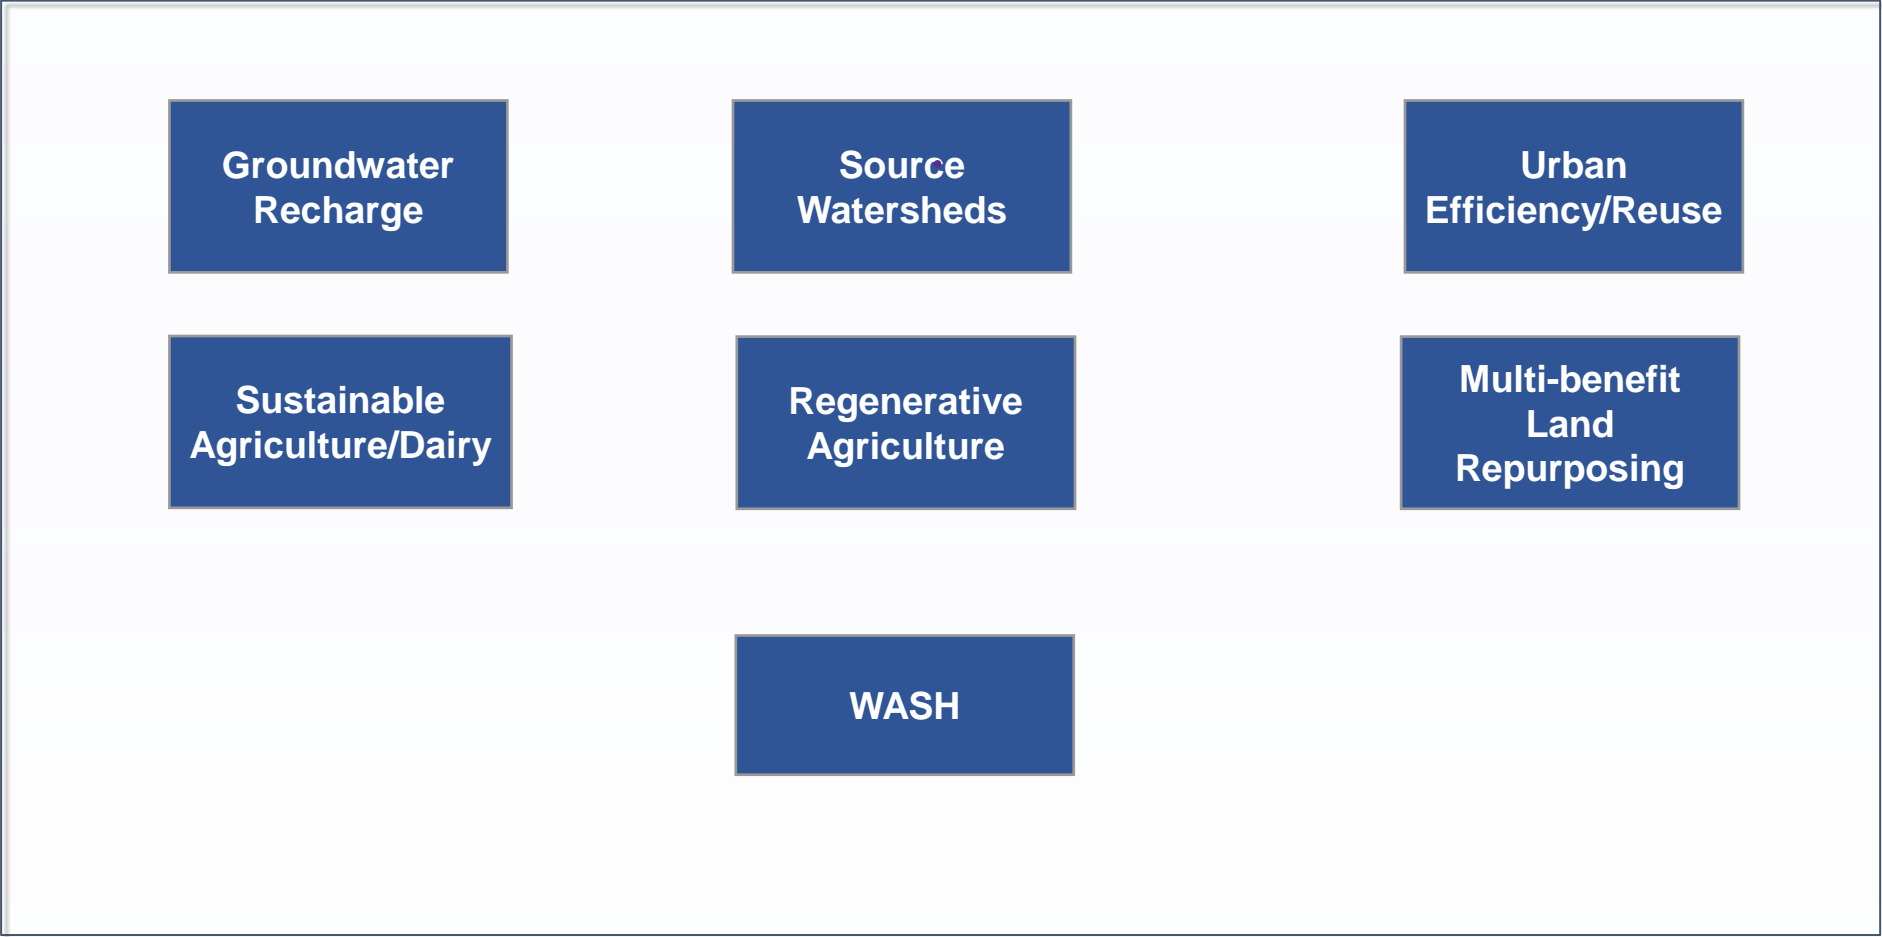 Groundwater
Recharge
Source
Watersheds
Urban
Efficiency/Reuse
Sustainable
Agriculture/Dairy
Regenerative
Agriculture
Multi-benefit
Land
Repurposing
WASH